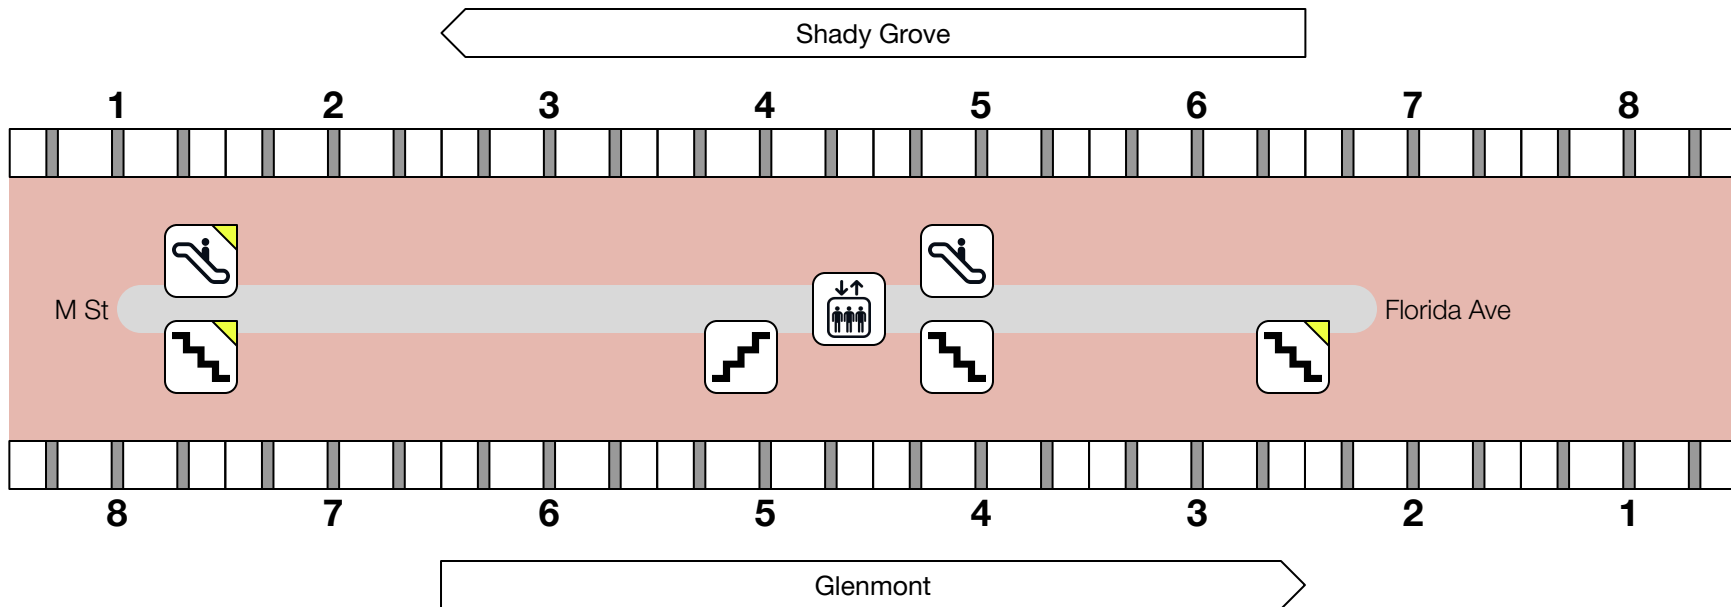 Shady Grove
1 2 3 4 5 6 7 8
M St Florida Ave
8 7 6 5 4 3 2 1
Glenmont